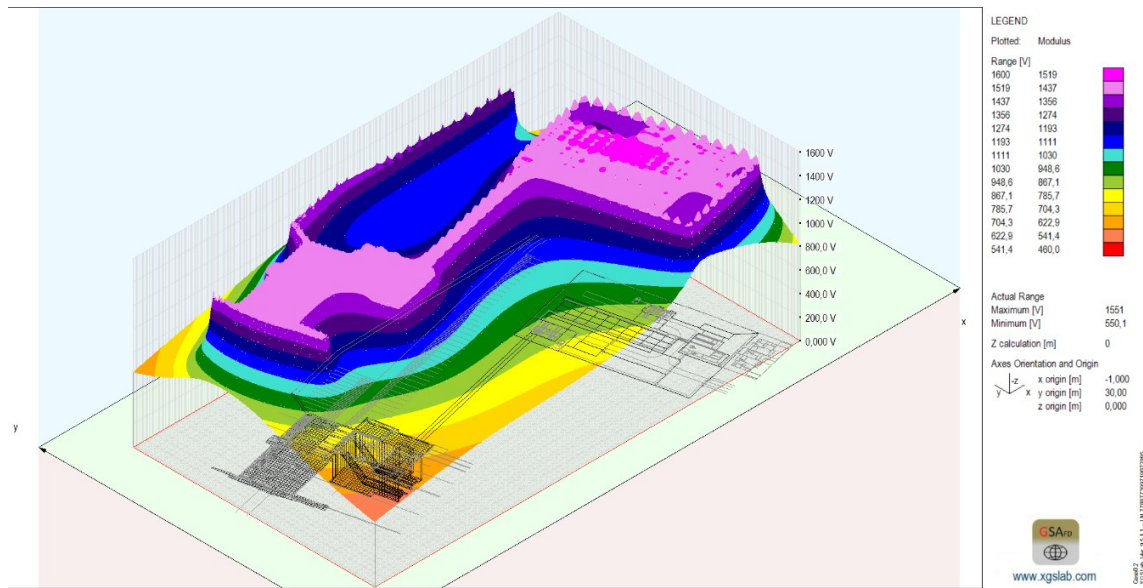 LEGEND
Plotted: Modulus
Range [V]
1600 1519
1519 1437
1437 1356
1356 1274
1274 1193
1193 1111
1111 1030
1030 948,6
948,6 867,1
867,1 785,7
785,7 704,3
704,3 622,9
622,9 541,4
541,4 460,0
1600 V
1400 V
1200 V
1000 V
800,0 V
600,0 V
400,0 V
200,0 V
0,000 V
x
y
Actual Range
Maximum [V] 1551
Minimum [V] 550,1
Z calculation [m] 0
Axes Orientation and Origin
-z
y x
x origin [m] -1,000
y origin [m] 30,00
z origin [m] 0,000
GSA FD
www.xgslab.com